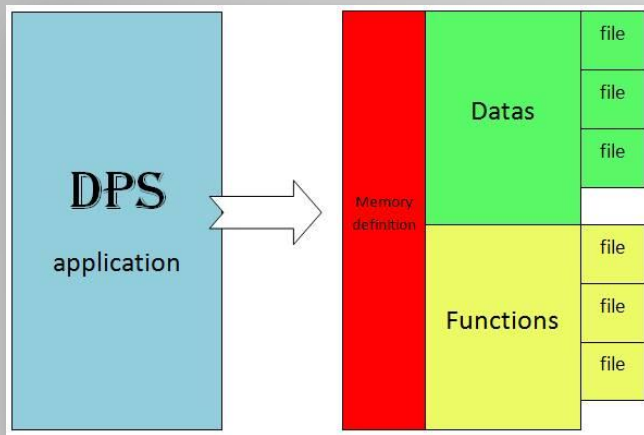 DPS
application
Memory
definition
Datas
file
file
file
Functions
file
file
file